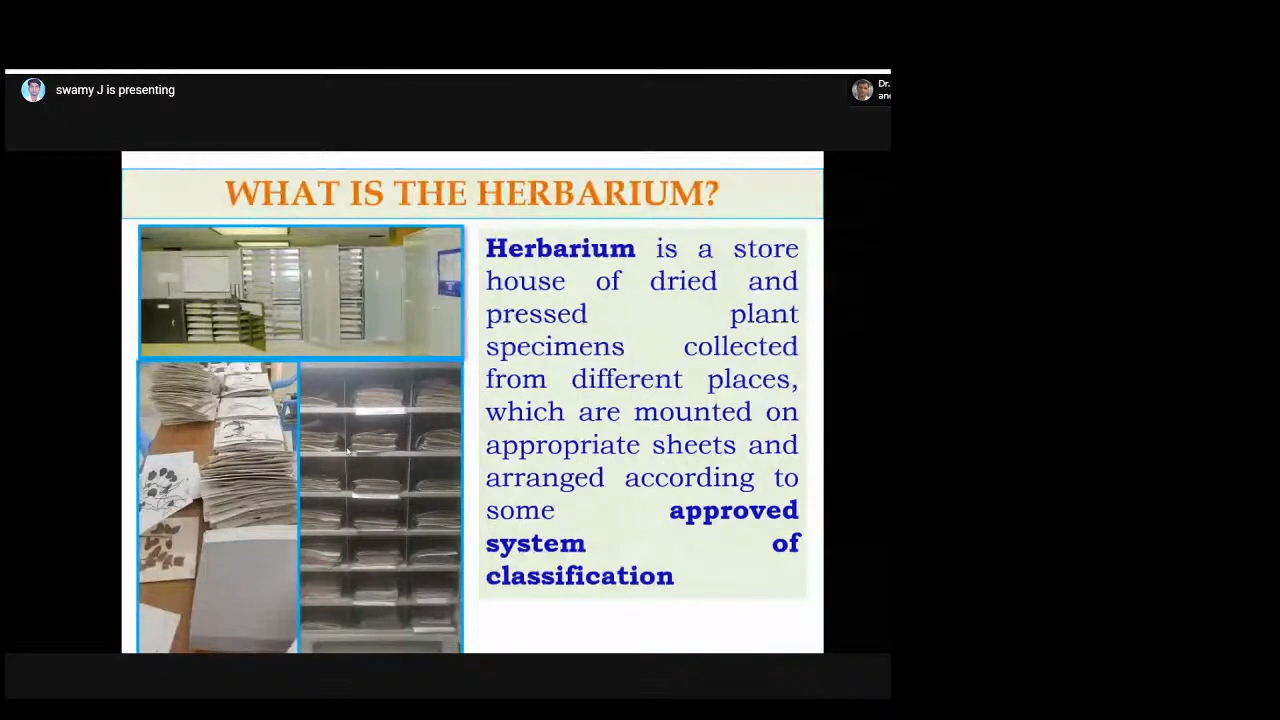 swamy J is presenting
Dr.
and
WHAT IS THE HERBARIUM?
Herbarium is a store
house of dried and
pressed plant
specimens collected
from different places,
which are mounted on
appropriate sheets and
arranged according to
some approved
system of
classification